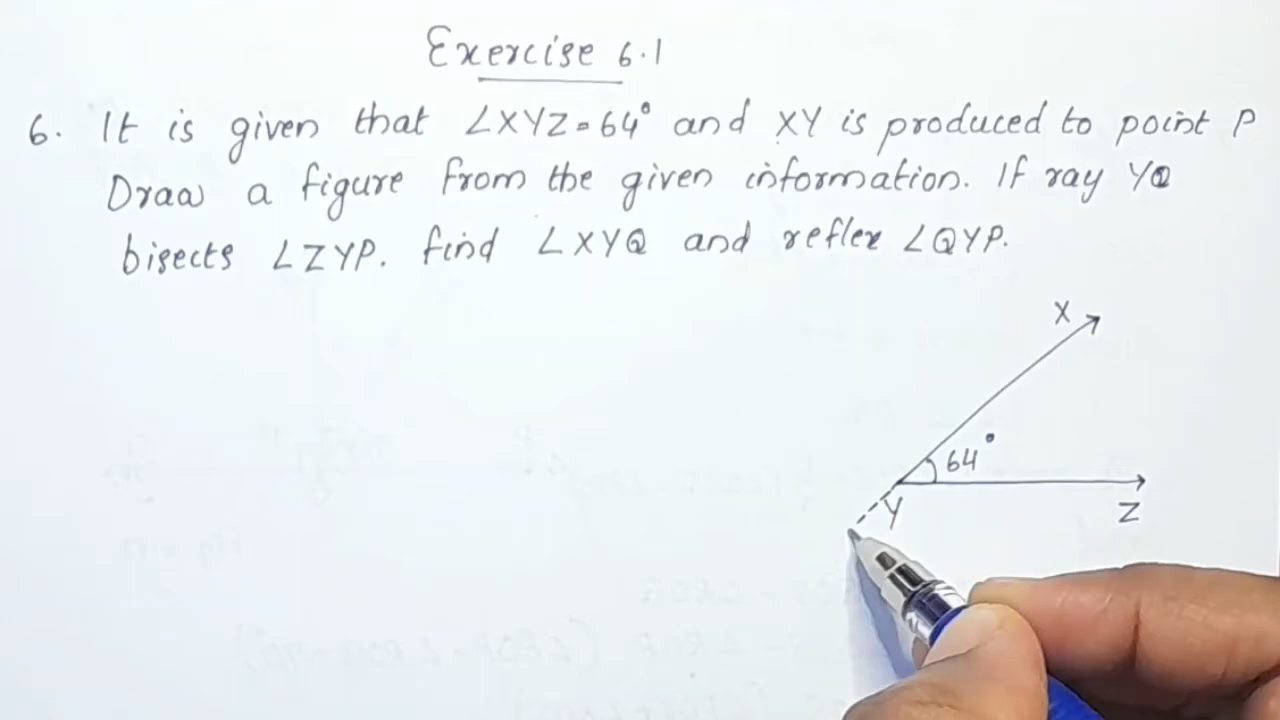 Exercise 6.1
6. It is given that ∠XYZ = 64° and XY is produced to point P
Draw a figure from the given information. If ray YQ
bisects ∠ZYP. find ∠XYQ and reflex ∠QYP.
X
64°
Y
Z